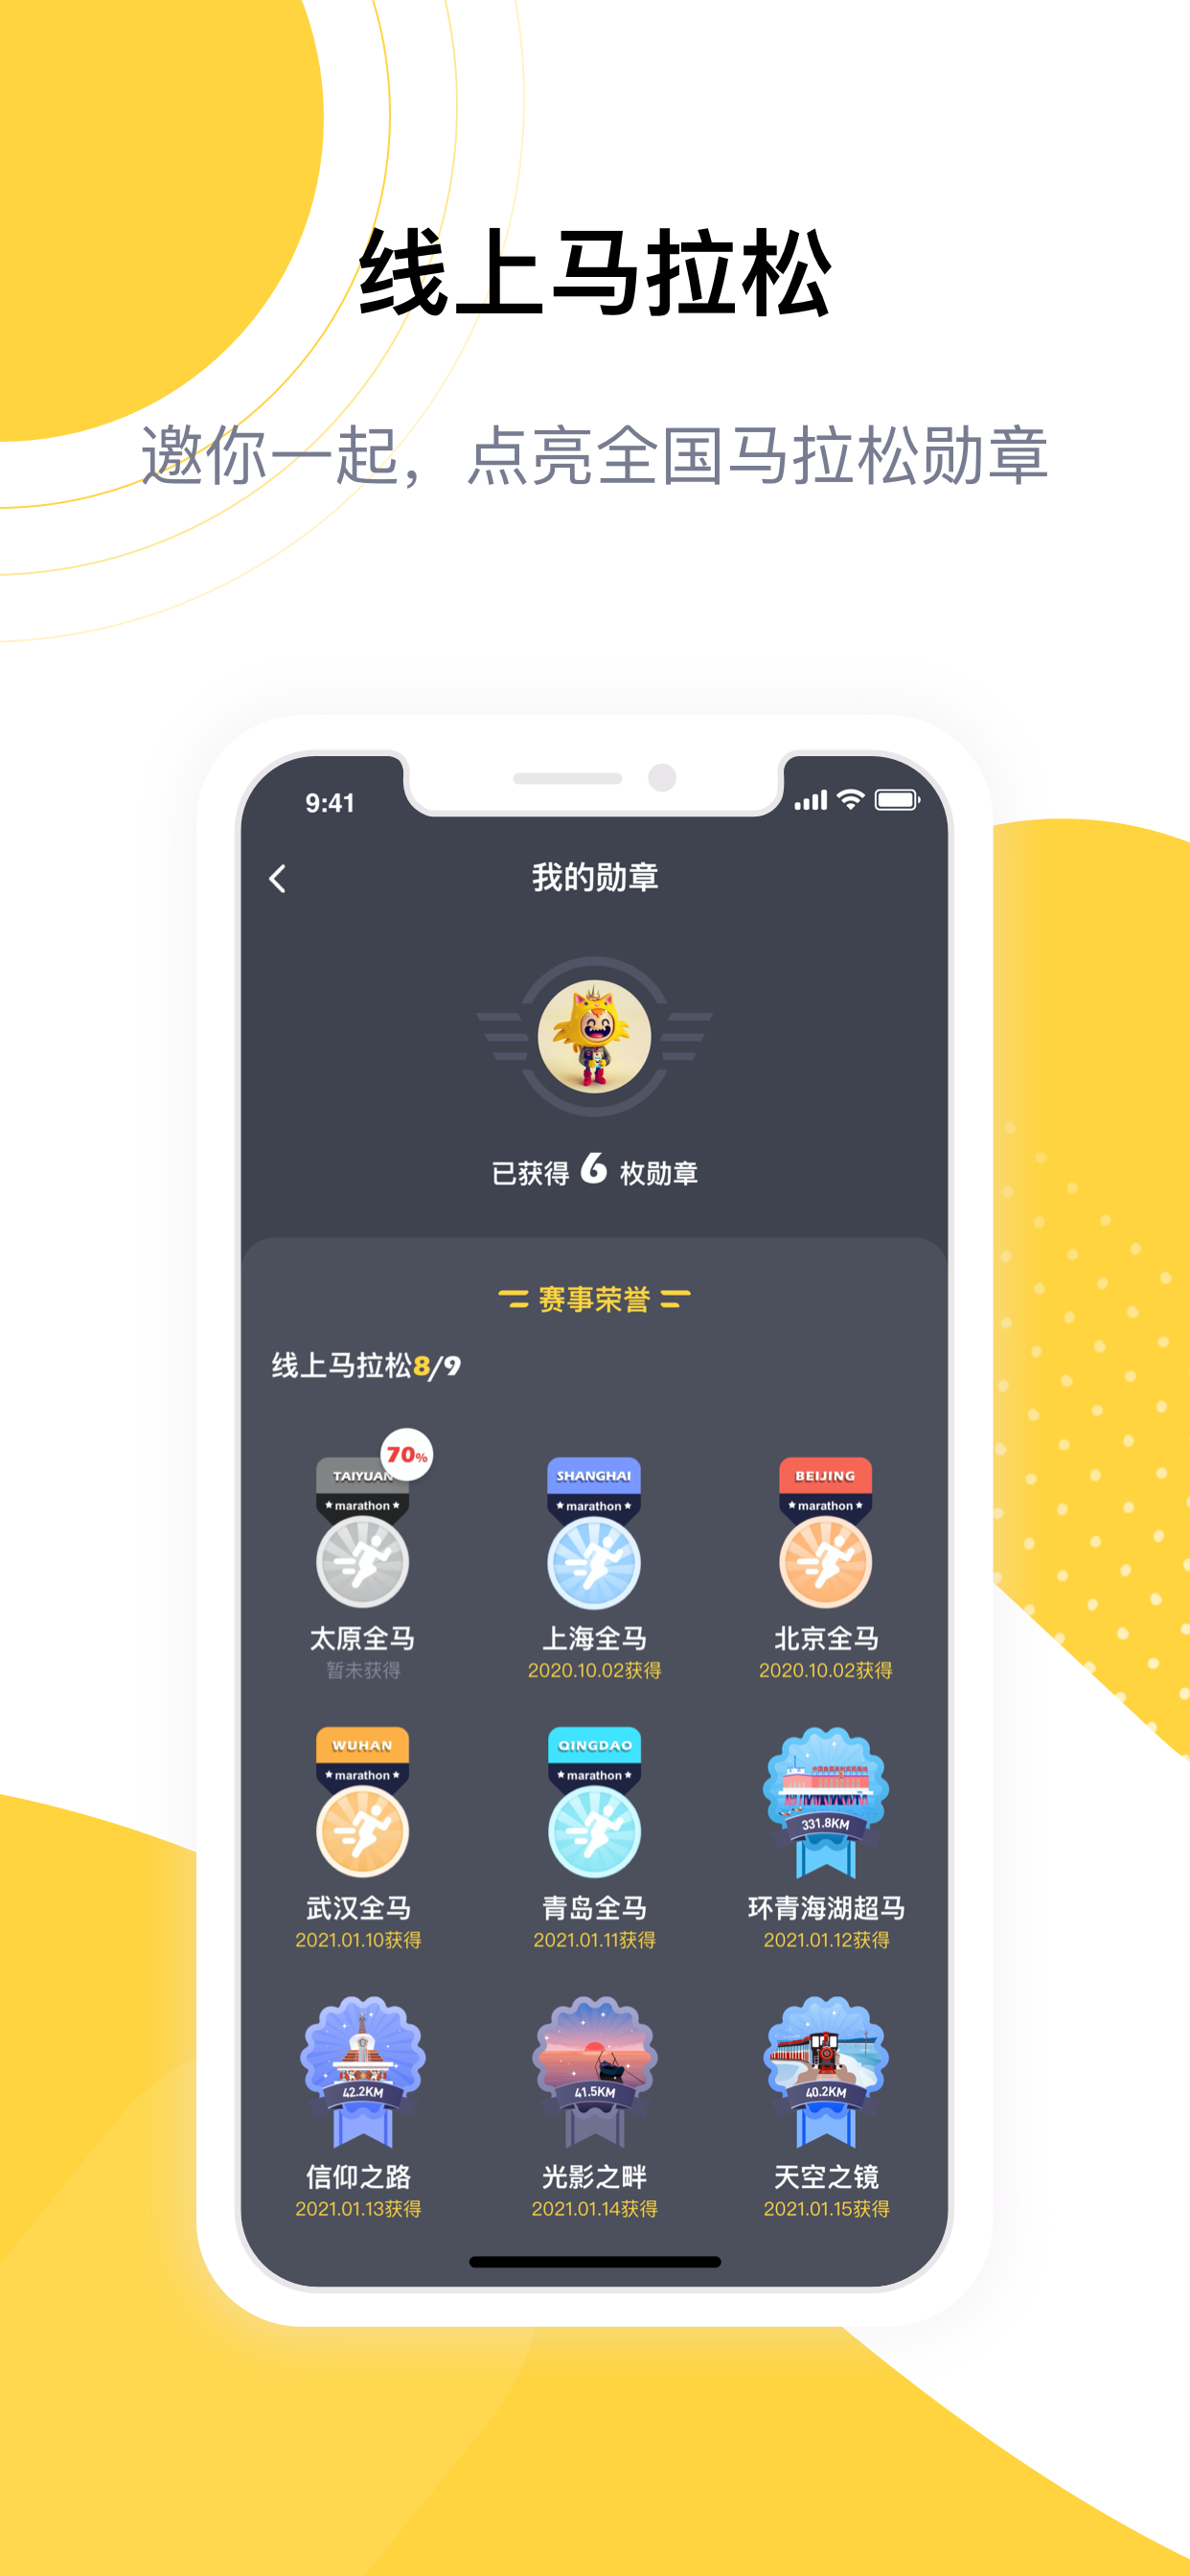 线上马拉松
邀你一起，点亮全国马拉松勋章
9:41
我的勋章
已获得 6 枚勋章
赛事荣誉
线上马拉松8/9
70%
TAIYUAN SHANGHAI BEIJING
marathon marathon marathon
太原全马 上海全马 北京全马
暂未获得 2020.10.02获得 2020.10.02获得
WUHAN QINGDAO
marathon marathon
331.8KM
武汉全马 青岛全马 环青海湖超马
2021.01.10获得 2021.01.11获得 2021.01.12获得
42.2KM 41.5KM 40.2KM
信仰之路 光影之畔 天空之镜
2021.01.13获得 2021.01.14获得 2021.01.15获得